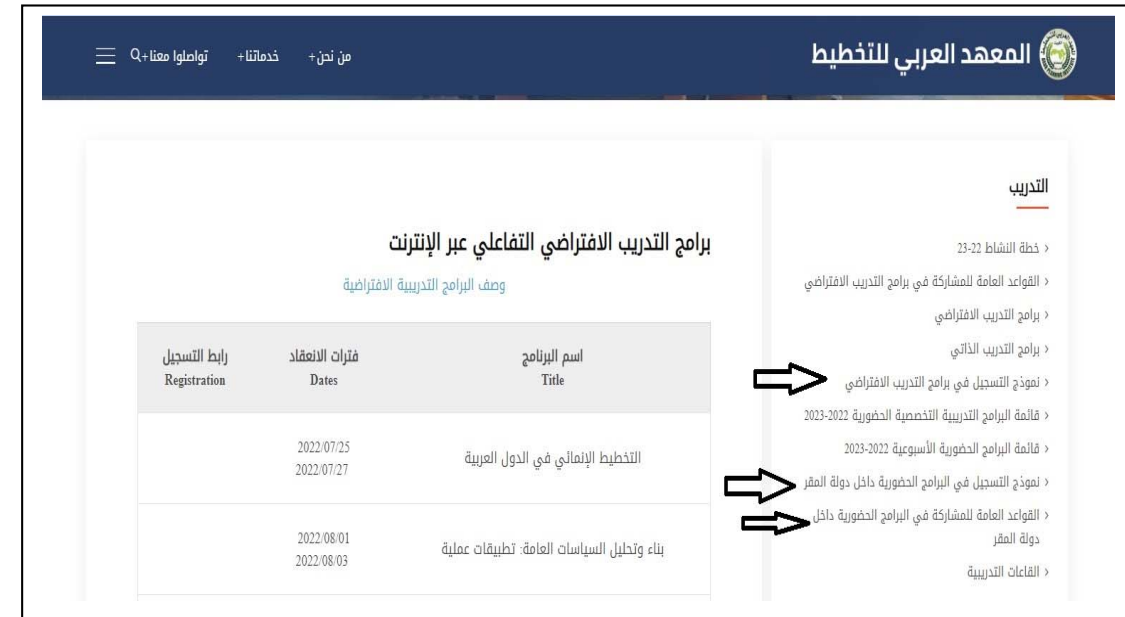 المعهد العربي للتخطيط
من نحن+ خدماتنا+ تواصلوا معنا+
التدريب
‹ خطة النشاط 22-23
‹ القواعد العامة للمشاركة في برامج التدريب الافتراضي
‹ برامج التدريب الافتراضي
‹ برامج التدريب الذاتي
‹ نموذج التسجيل في برامج التدريب الافتراضي
‹ قائمة البرامج التدريبية التخصصية الحضورية 2022-2023
‹ قائمة البرامج الحضورية الأسبوعية 2022-2023
‹ نموذج التسجيل في البرامج الحضورية داخل دولة المقر
‹ القواعد العامة للمشاركة في البرامج الحضورية داخل
دولة المقر
‹ القاعات التدريبية
برامج التدريب الافتراضي التفاعلي عبر الإنترنت
وصف البرامج التدريبية الافتراضية
اسم البرنامج فترات الانعقاد رابط التسجيل
Title Dates Registration
التخطيط الإنمائي في الدول العربية
2022/07/25
2022/07/27
بناء وتحليل السياسات العامة: تطبيقات عملية
2022/08/01
2022/08/03